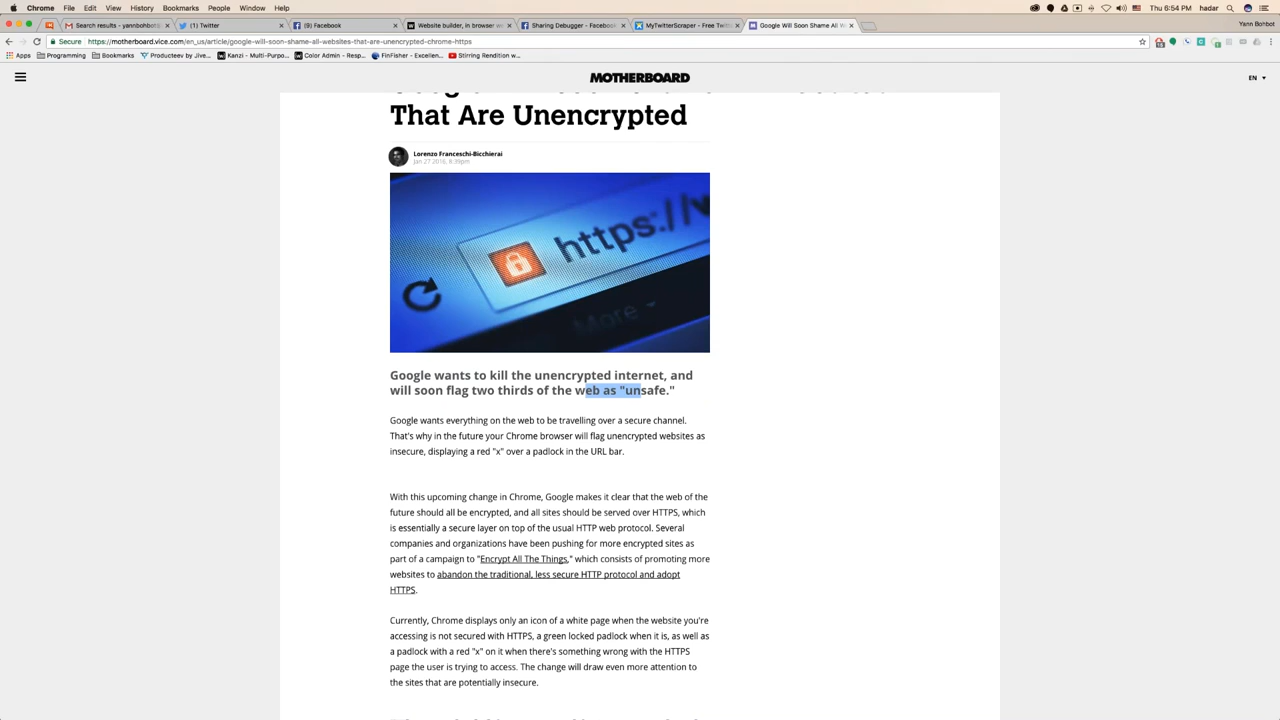 Chrome File Edit View History Bookmarks People Window Help Thu 6:54 PM hadar
Search results - yannbohbot@ (1) Twitter (9) Facebook Website builder, in browser w Sharing Debugger - Facebook MyTwitterScraper - Free Twitt Google Will Soon Shame All W Yann Bohbot
Secure https://motherboard.vice.com/en_us/article/google-will-soon-shame-all-websites-that-are-unencrypted-chrome-https
Apps Programming Bookmarks Producteev by Jive... Kanzi - Multi-Purpo... Color Admin - Resp... FinFisher - Excellen... Stirring Rendition w...
MOTHERBOARD EN
That Are Unencrypted
Lorenzo Franceschi-Bicchierai
Jan 27 2016, 8:39pm
https://
More
Google wants to kill the unencrypted internet, and
will soon flag two thirds of the web as "unsafe."
Google wants everything on the web to be travelling over a secure channel.
That's why in the future your Chrome browser will flag unencrypted websites as
insecure, displaying a red "x" over a padlock in the URL bar.
With this upcoming change in Chrome, Google makes it clear that the web of the
future should all be encrypted, and all sites should be served over HTTPS, which
is essentially a secure layer on top of the usual HTTP web protocol. Several
companies and organizations have been pushing for more encrypted sites as
part of a campaign to "Encrypt All The Things," which consists of promoting more
websites to abandon the traditional, less secure HTTP protocol and adopt
HTTPS.
Currently, Chrome displays only an icon of a white page when the website you're
accessing is not secured with HTTPS, a green locked padlock when it is, as well as
a padlock with a red "x" on it when there's something wrong with the HTTPS
page the user is trying to access. The change will draw even more attention to
the sites that are potentially insecure.